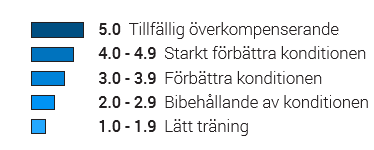 5.0 Tillfällig överkompenserande
4.0 - 4.9 Starkt förbättra konditionen
3.0 - 3.9 Förbättra konditionen
2.0 - 2.9 Bibehållande av konditionen
1.0 - 1.9 Lätt träning